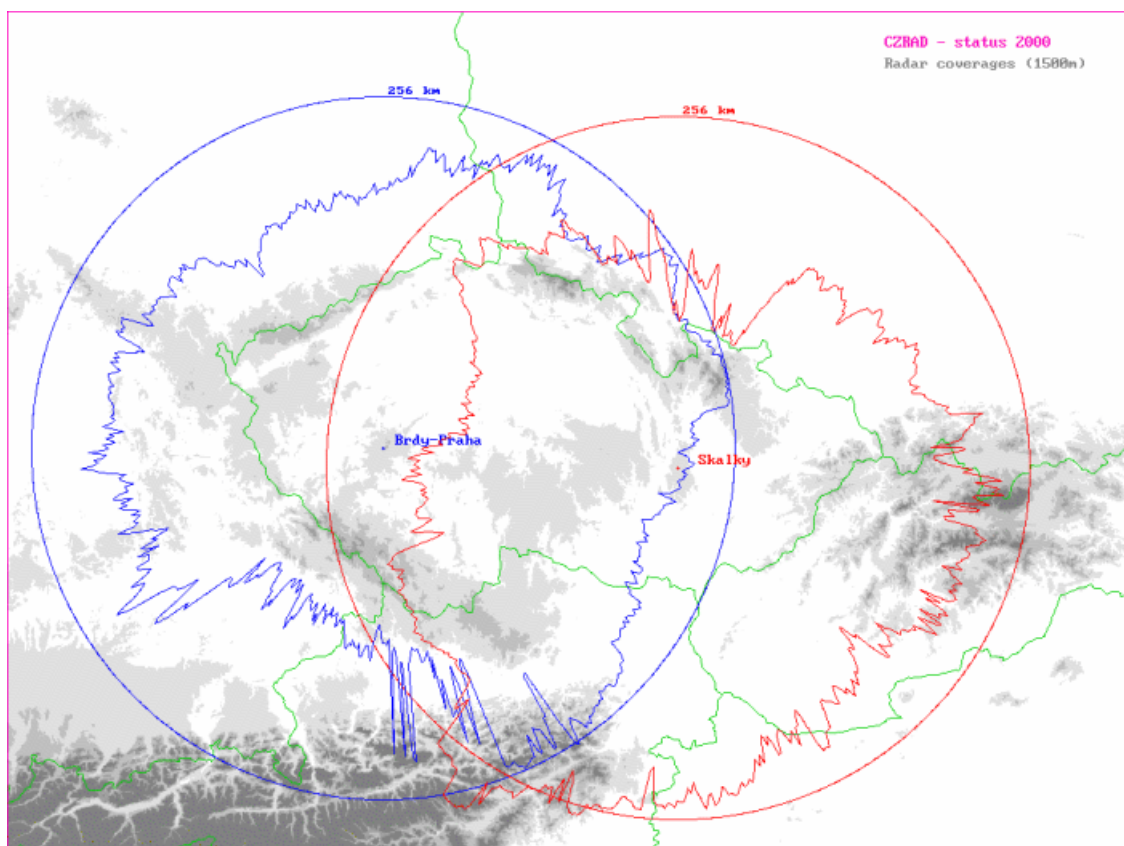 CZRAD - status 2000
Radar coverages (1500m)
256 km
256 km
Brdy-Praha
Skalky